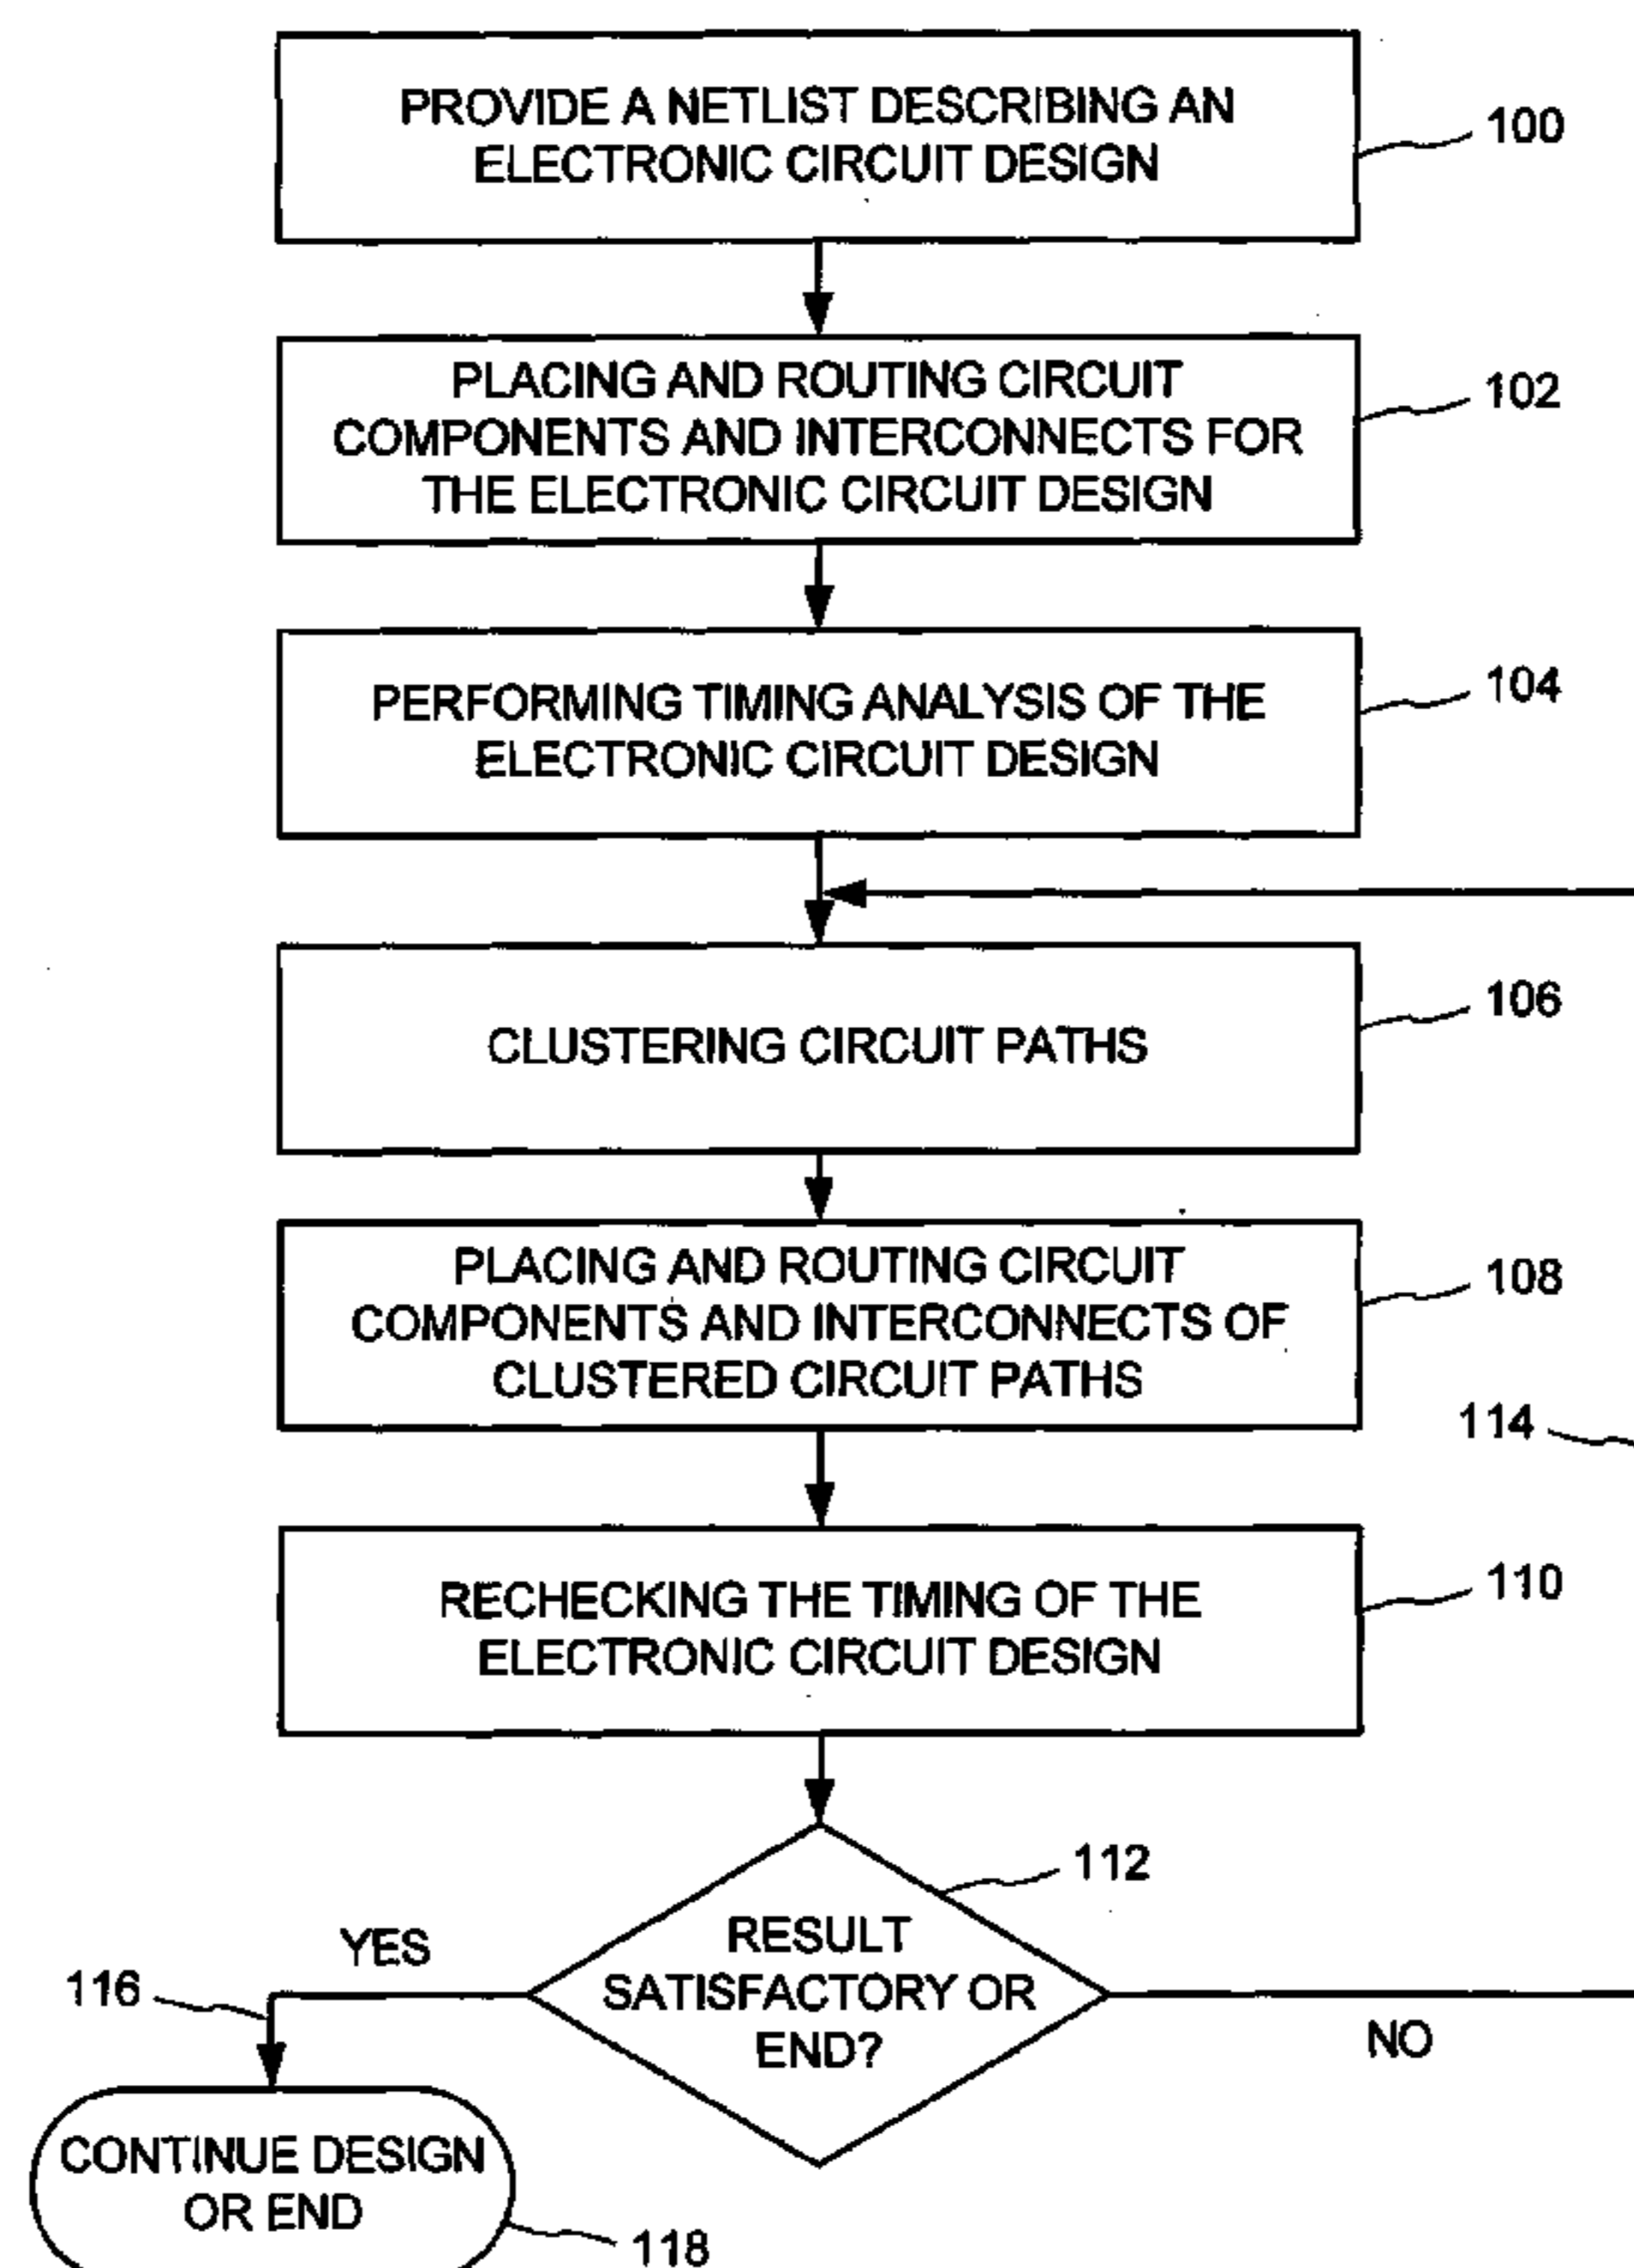 PROVIDE A NETLIST DESCRIBING AN
ELECTRONIC CIRCUIT DESIGN
100
PLACING AND ROUTING CIRCUIT
COMPONENTS AND INTERCONNECTS FOR
THE ELECTRONIC CIRCUIT DESIGN
102
PERFORMING TIMING ANALYSIS OF THE
ELECTRONIC CIRCUIT DESIGN
104
CLUSTERING CIRCUIT PATHS
106
PLACING AND ROUTING CIRCUIT
COMPONENTS AND INTERCONNECTS OF
CLUSTERED CIRCUIT PATHS
108
114
RECHECKING THE TIMING OF THE
ELECTRONIC CIRCUIT DESIGN
110
112
RESULT
SATISFACTORY OR
END?
YES
116
NO
CONTINUE DESIGN
OR END
118